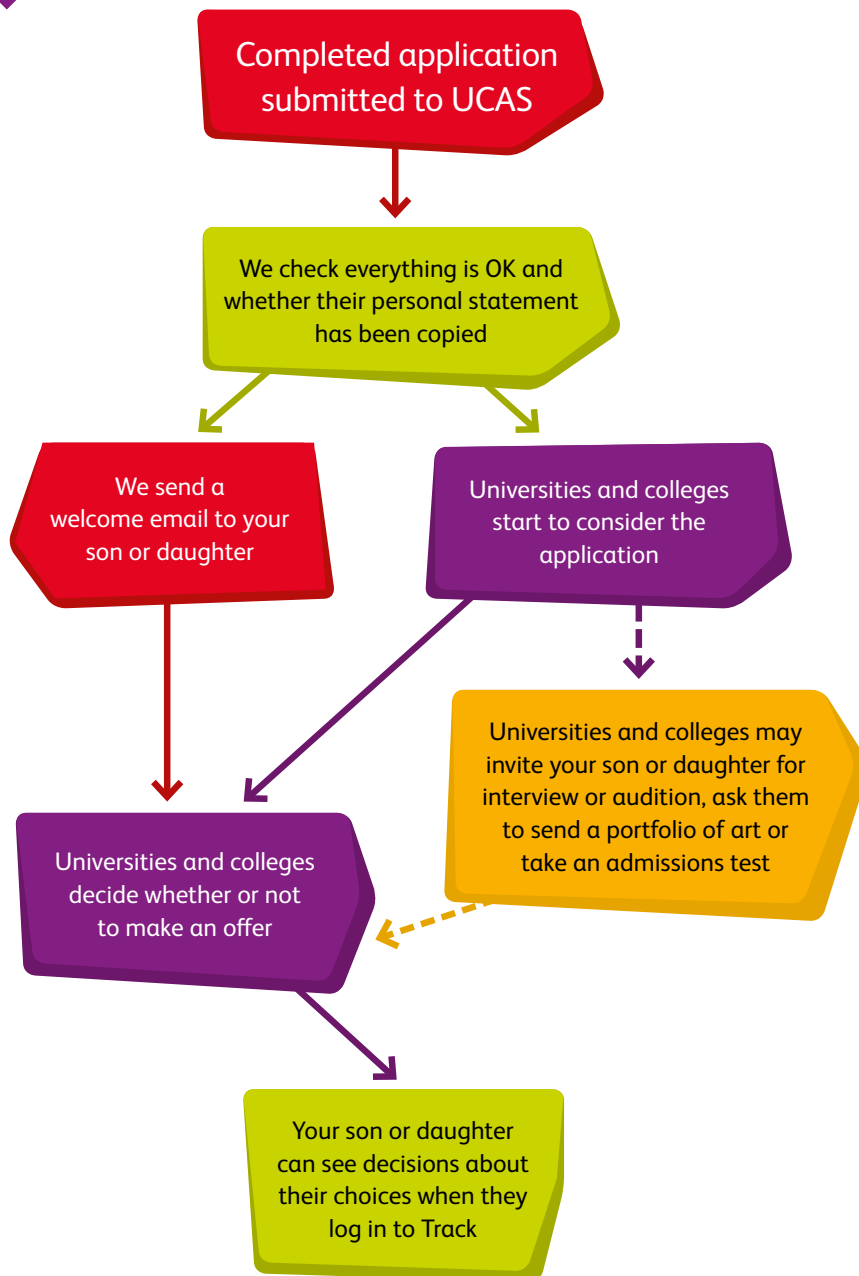 Completed application
submitted to UCAS
We check everything is OK and
whether their personal statement
has been copied
We send a
welcome email to your
son or daughter
Universities and colleges
start to consider the
application
Universities and colleges may
invite your son or daughter for
interview or audition, ask them
to send a portfolio of art or
take an admissions test
Universities and colleges
decide whether or not
to make an offer
Your son or daughter
can see decisions about
their choices when they
log in to Track